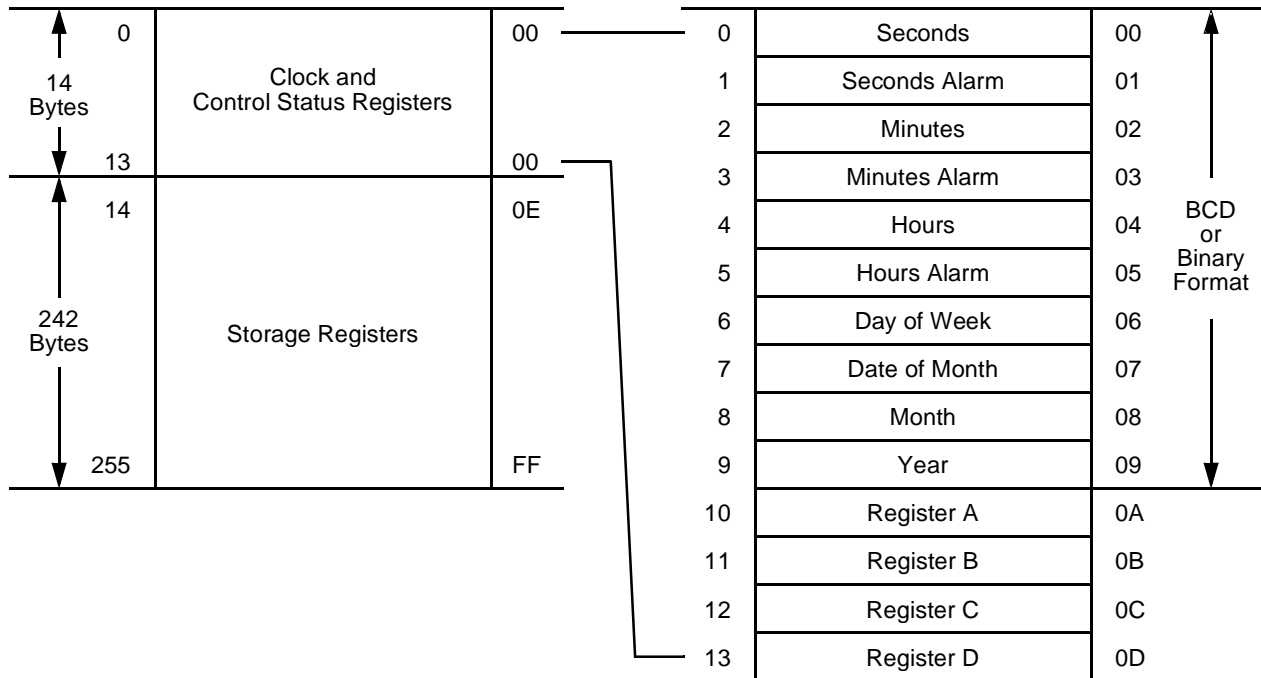 0 00
14
Bytes
Clock and
Control Status Registers
13 00
14 0E
242
Bytes
Storage Registers
255 FF
0 Seconds 00
1 Seconds Alarm 01
2 Minutes 02
3 Minutes Alarm 03
4 Hours 04
5 Hours Alarm 05
6 Day of Week 06
7 Date of Month 07
8 Month 08
9 Year 09
10 Register A 0A
11 Register B 0B
12 Register C 0C
13 Register D 0D
BCD
or
Binary
Format